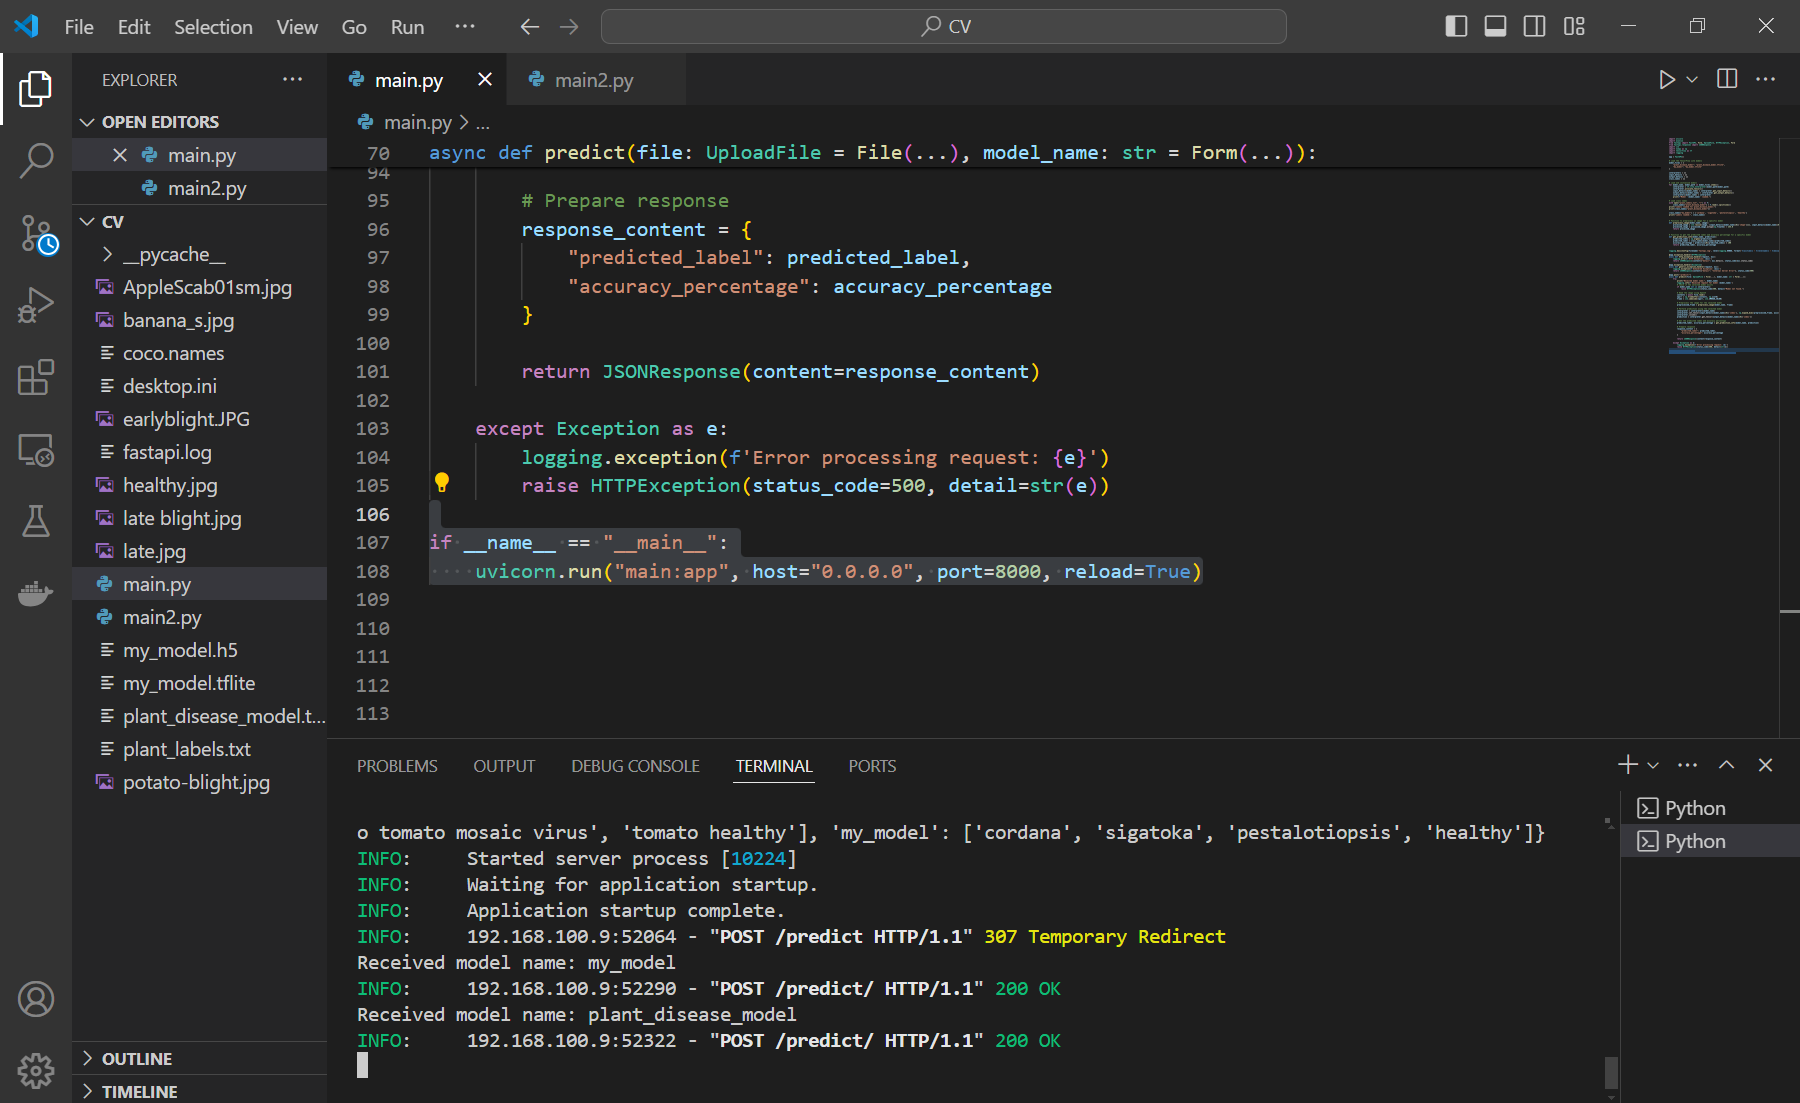 File Edit Selection View Go Run ···
CV
EXPLORER ···
OPEN EDITORS
main.py
main2.py
CV
__pycache__
AppleScab01sm.jpg
banana_s.jpg
coco.names
desktop.ini
earlyblight.JPG
fastapi.log
healthy.jpg
late blight.jpg
late.jpg
main.py
main2.py
my_model.h5
my_model.tflite
plant_disease_model.t...
plant_labels.txt
potato-blight.jpg
OUTLINE
TIMELINE
main.py main2.py
main.py > ...
70 async def predict(file: UploadFile = File(...), model_name: str = Form(...)):
94
95 # Prepare response
96 response_content = {
97 "predicted_label": predicted_label,
98 "accuracy_percentage": accuracy_percentage
99 }
100
101 return JSONResponse(content=response_content)
102
103 except Exception as e:
104 logging.exception(f'Error processing request: {e}')
105 raise HTTPException(status_code=500, detail=str(e))
106
107 if __name__ == "__main__":
108 uvicorn.run("main:app", host="0.0.0.0", port=8000, reload=True)
109
110
111
112
113
PROBLEMS OUTPUT DEBUG CONSOLE TERMINAL PORTS
o tomato mosaic virus', 'tomato healthy'], 'my_model': ['cordana', 'sigatoka', 'pestalotiopsis', 'healthy']}
INFO: Started server process [10224]
INFO: Waiting for application startup.
INFO: Application startup complete.
INFO: 192.168.100.9:52064 - "POST /predict HTTP/1.1" 307 Temporary Redirect
Received model name: my_model
INFO: 192.168.100.9:52290 - "POST /predict/ HTTP/1.1" 200 OK
Received model name: plant_disease_model
INFO: 192.168.100.9:52322 - "POST /predict/ HTTP/1.1" 200 OK
Python
Python